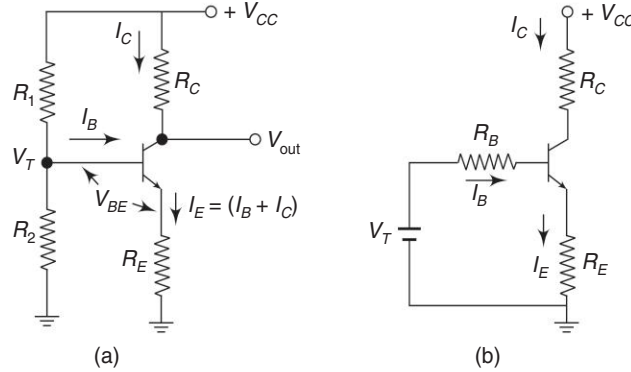 + V_CC
I_C
R_1
R_C
I_B
V_T
V_out
V_BE
I_E = (I_B + I_C)
R_2
R_E
(a)
+ V_CC
I_C
R_C
R_B
I_B
V_T
I_E
R_E
(b)